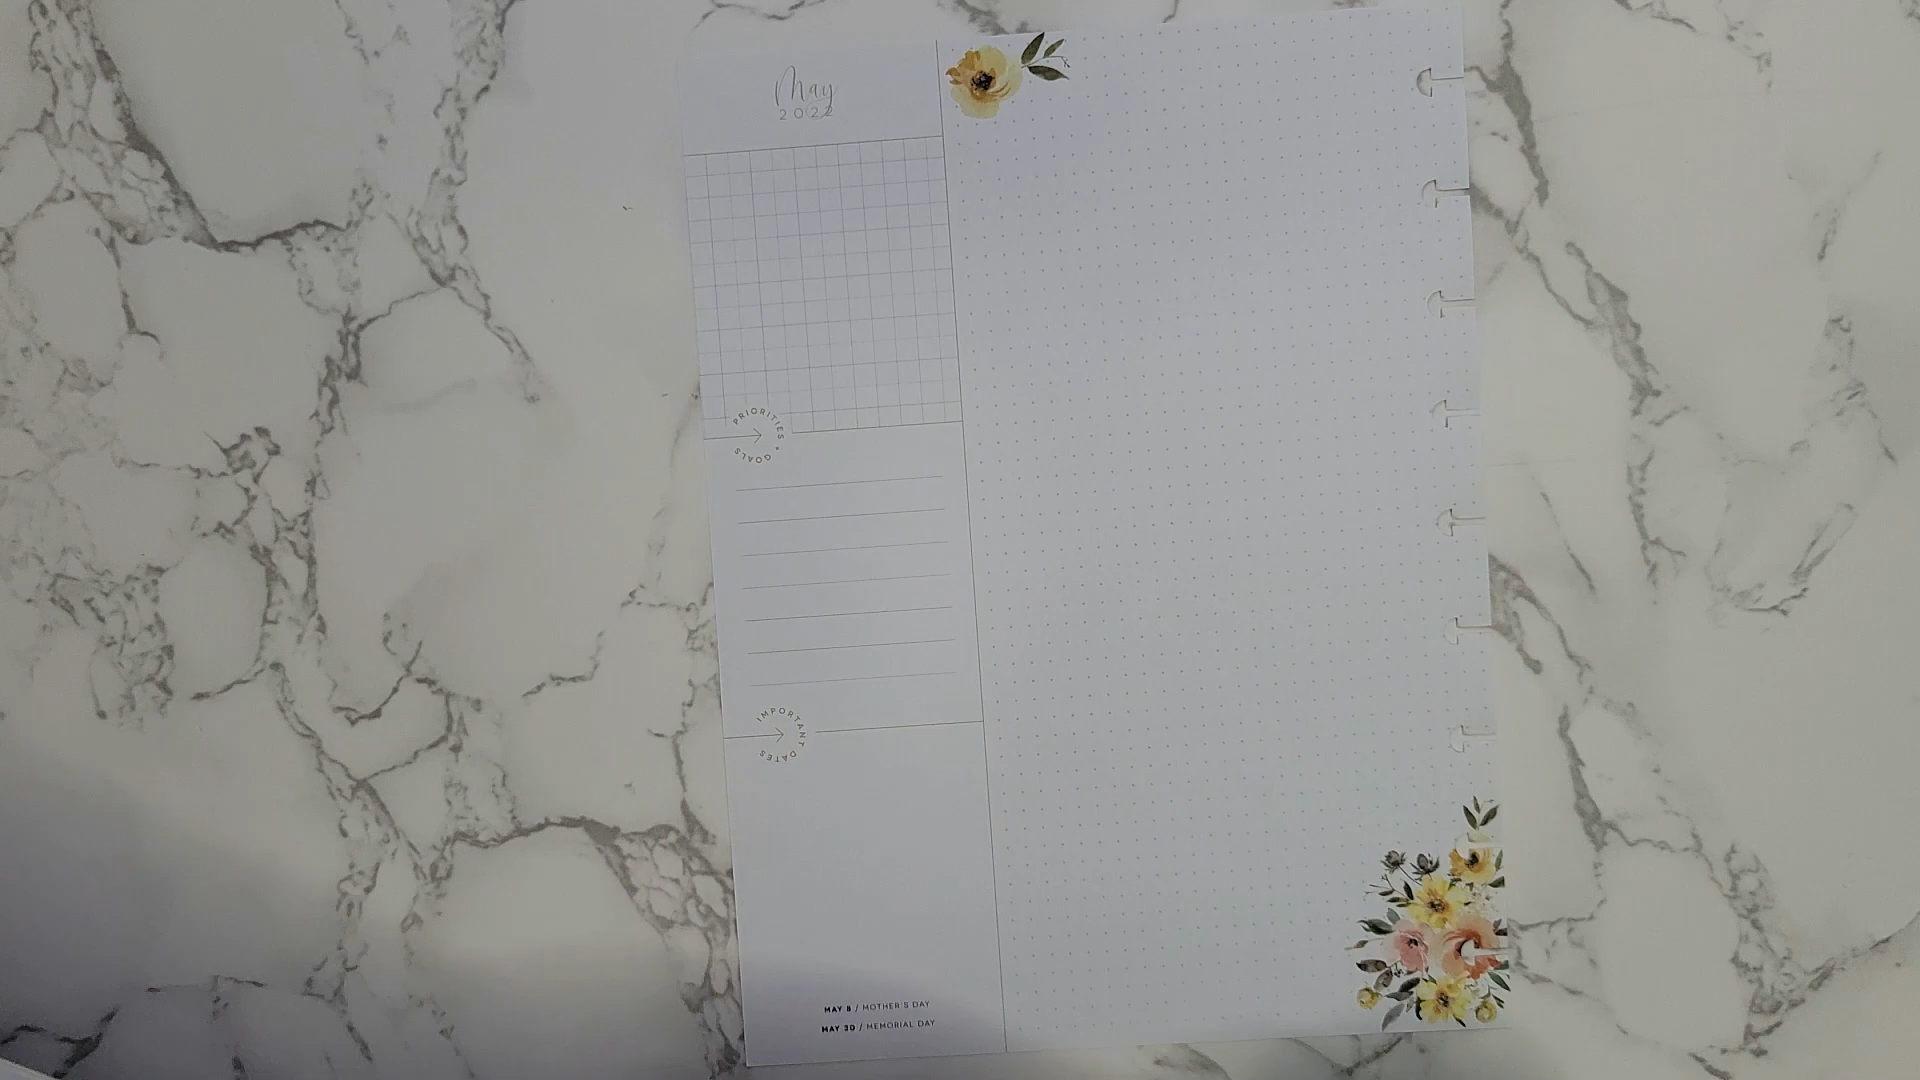 May
2022
PRIORITIES • GOALS
IMPORTANT DATES
MAY 8 / MOTHER'S DAY
MAY 30 / MEMORIAL DAY